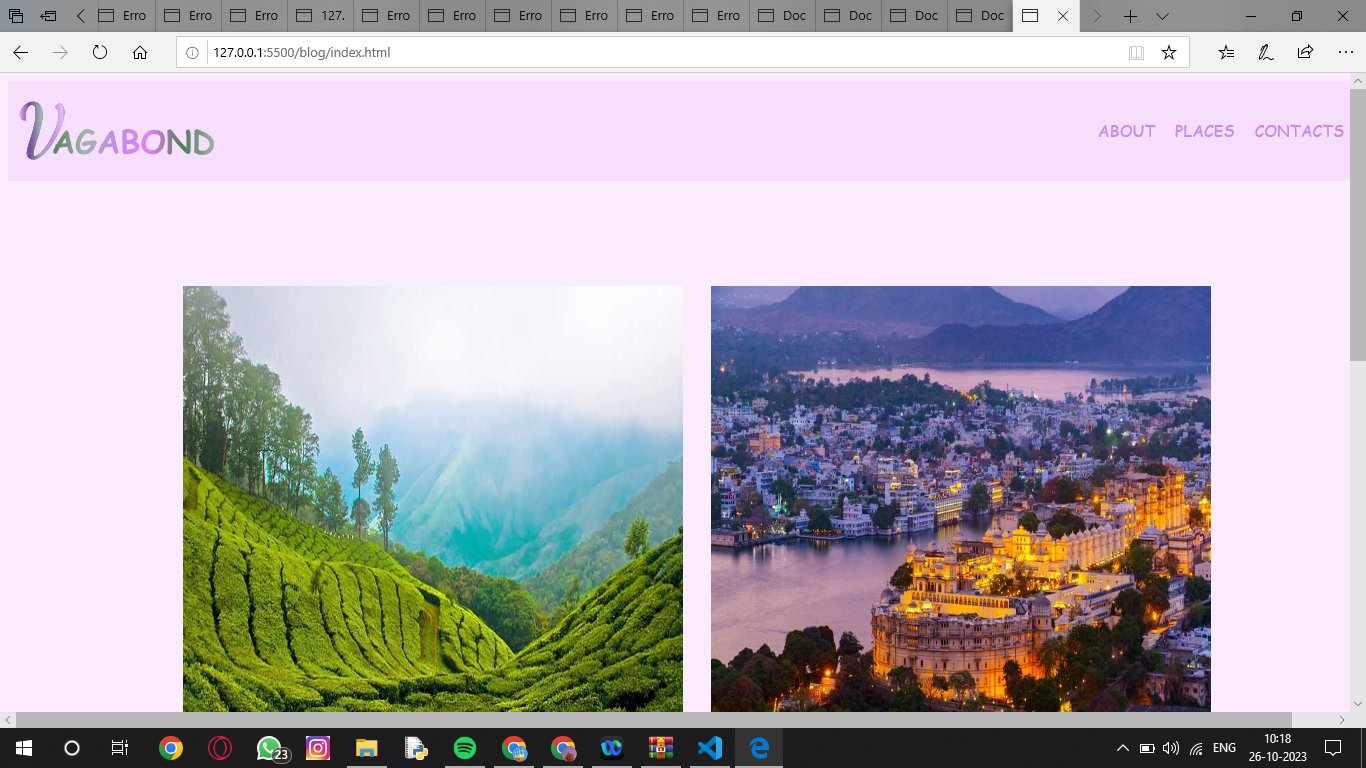 Erro Erro Erro 127. Erro Erro Erro Erro Erro Erro Doc Doc Doc Doc
127.0.0.1:5500/blog/index.html
VAGABOND
ABOUT PLACES CONTACTS
23
ENG
10:18
26-10-2023